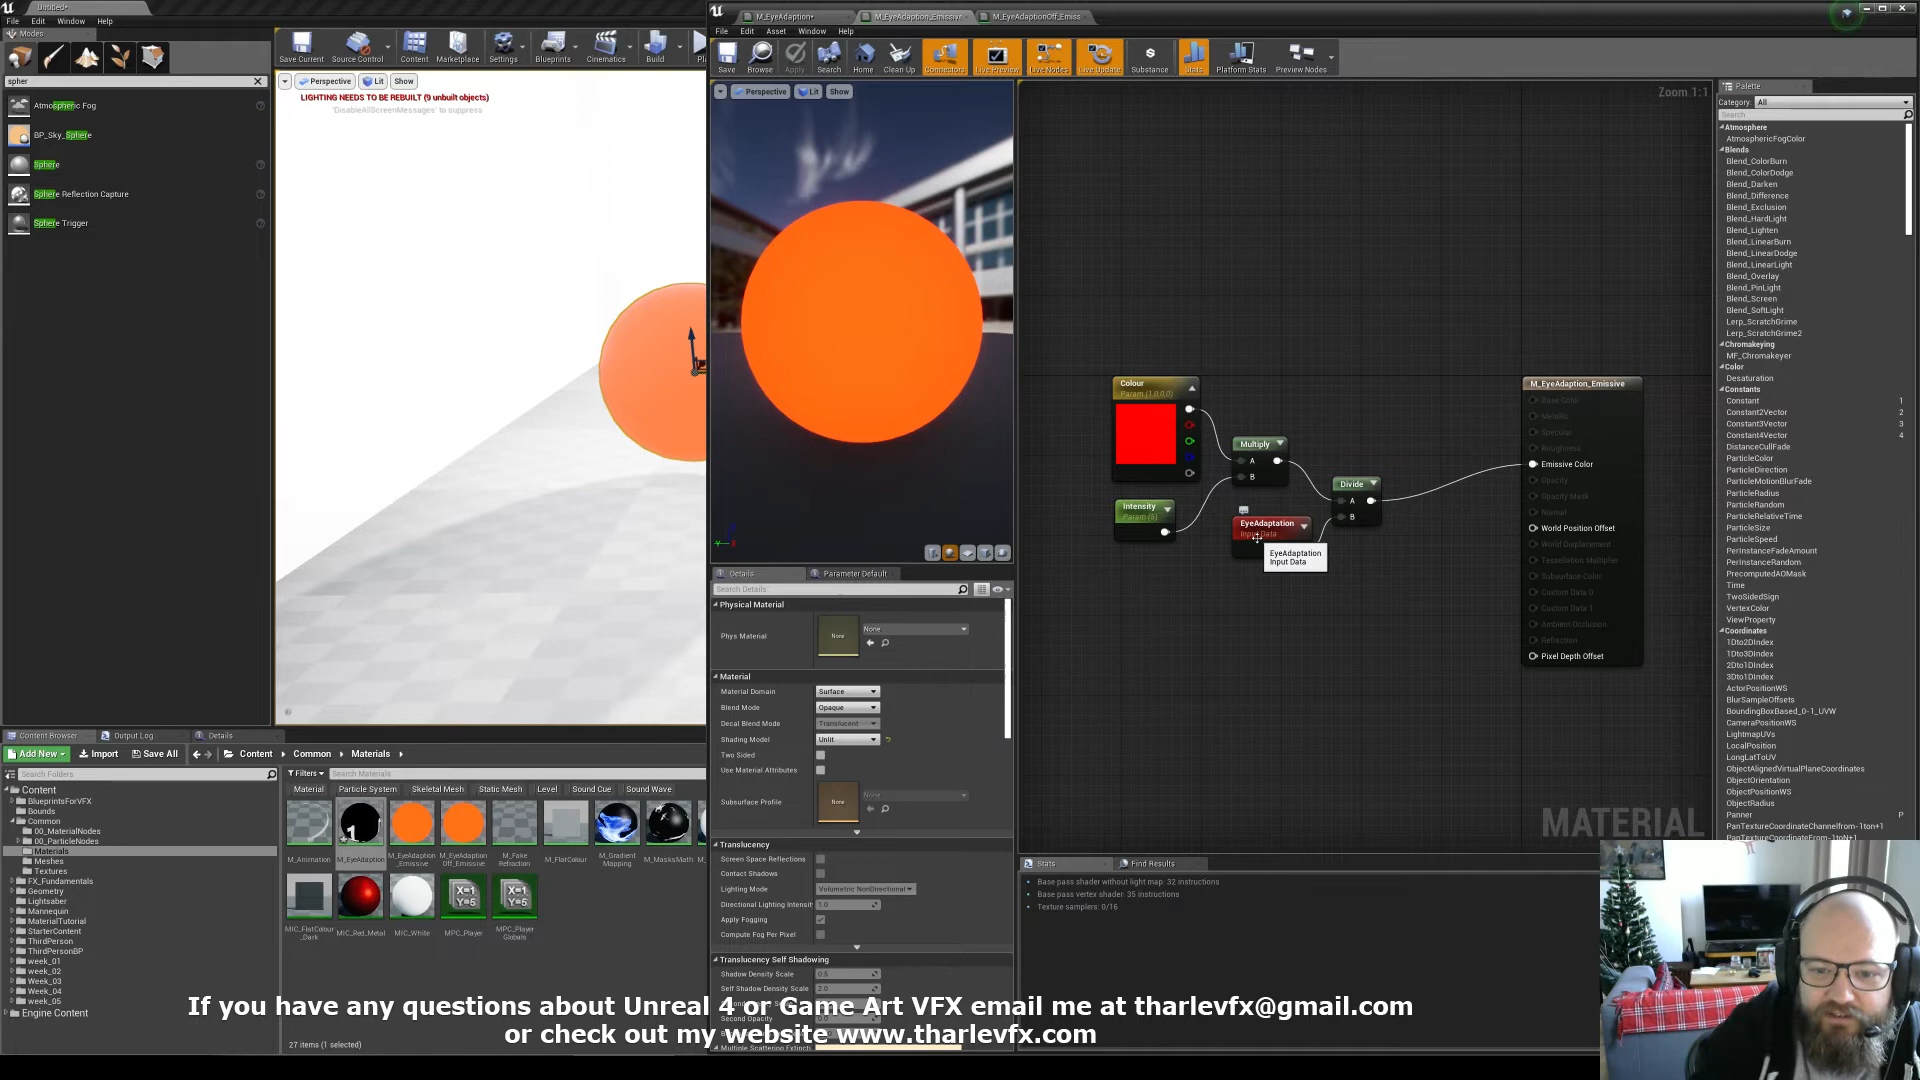 Untitled*
File Edit Window Help
Modes
spher
Atmospheric Fog
BP_Sky_Sphere
Sphere
Sphere Reflection Capture
Sphere Trigger
Save Current Source Control Content Marketplace Settings Blueprints Cinematics Build
Perspective Lit Show
LIGHTING NEEDS TO BE REBUILT (9 unbuilt objects)
'DisableAllScreenMessages' to suppress
M_EyeAdaption* M_EyeAdaption_Emissive M_EyeAdaptionOff_Emiss
File Edit Asset Window Help
Save Browse Apply Search Home Clean Up Connectors Live Preview Live Nodes Live Update Substance Stats Platform Stats Preview Nodes
Perspective Lit Show
Zoom 1:1
Colour
Param (1,0,0,0)
Intensity
Param (5)
Multiply
A
B
EyeAdaptation
Input Data
EyeAdaptation
Input Data
Divide
A
B
M_EyeAdaption_Emissive
Base Color
Metallic
Specular
Roughness
Emissive Color
Opacity
Opacity Mask
Normal
World Position Offset
World Displacement
Tessellation Multiplier
Subsurface Color
Custom Data 0
Custom Data 1
Ambient Occlusion
Refraction
Pixel Depth Offset
MATERIAL
Palette
Category: All
Search
Atmosphere
AtmosphericFogColor
Blends
Blend_ColorBurn
Blend_ColorDodge
Blend_Darken
Blend_Difference
Blend_Exclusion
Blend_HardLight
Blend_Lighten
Blend_LinearBurn
Blend_LinearDodge
Blend_LinearLight
Blend_Overlay
Blend_PinLight
Blend_Screen
Blend_SoftLight
Lerp_ScratchGrime
Lerp_ScratchGrime2
Chromakeying
MF_Chromakeyer
Color
Desaturation
Constants
Constant 1
Constant2Vector 2
Constant3Vector 3
Constant4Vector 4
DistanceCullFade
ParticleColor
ParticleDirection
ParticleMotionBlurFade
ParticleRadius
ParticleRelativeTime
ParticleSize
ParticleSpeed
PerInstanceFadeAmount
PerInstanceRandom
PrecomputedAOMask
Time
TwoSidedSign
VertexColor
ViewProperty
Coordinates
1Dto2DIndex
1Dto3DIndex
2Dto1DIndex
3Dto1DIndex
ActorPositionWS
BlurSampleOffsets
BoundingBoxBased_0-1_UVW
CameraPositionWS
LightmapUVs
LocalPosition
LongLatToUV
ObjectAlignedVirtualPlaneCoordinates
ObjectOrientation
ObjectPositionWS
ObjectRadius
Panner P
PanTextureCoordinateChannelfrom-1ton+1
Details Parameter Default
Search Details
Physical Material
Phys Material None None
Material
Material Domain Surface
Blend Mode Opaque
Decal Blend Mode Translucent
Shading Model Unlit
Two Sided
Use Material Attributes
Subsurface Profile None None
Translucency
Screen Space Reflections
Contact Shadows
Lighting Mode Volumetric NonDirectional
Directional Lighting Intensity 1.0
Apply Fogging
Compute Fog Per Pixel
Translucency Self Shadowing
Shadow Density Scale 0.5
Self Shadow Density Scale 2.0
Second Opacity
Stats Find Results
Base pass shader without light map: 32 instructions
Base pass vertex shader: 35 instructions
Texture samplers: 0/16
Content Browser Output Log Details
Add New Import Save All Content Common Materials
Search Folders
Filters Search Materials
Material Particle System Skeletal Mesh Static Mesh Level Sound Cue Sound Wave
Content
BlueprintsForVFX
Bounds
Common
00_MaterialNodes
00_ParticleNodes
Materials
Meshes
Textures
FX_Fundamentals
Geometry
Lightsaber
Mannequin
MaterialTutorial
StarterContent
ThirdPerson
ThirdPersonBP
week_01
week_02
Week_03
Week_04
week_05
Engine Content
M_Animation M_EyeAdaption M_EyeAdaption_Emissive M_EyeAdaptionOff_Emissive M_FakeRefraction M_FlatColour M_GradientMapping M_MasksMath
MIC_FlatColour_Dark MIC_Red_Metal MIC_White MPC_Player MPC_PlayerGlobals
27 items (1 selected)
If you have any questions about Unreal 4 or Game Art VFX email me at tharlevfx@gmail.com
or check out my website www.tharlevfx.com